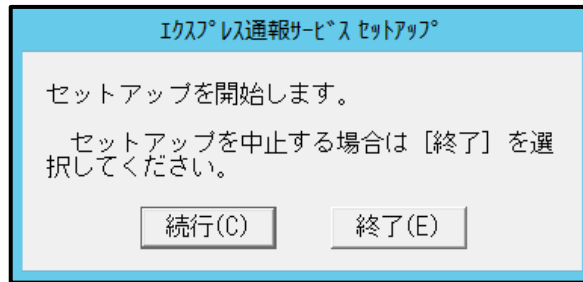 ｴｸｽﾌﾟﾚｽ通報ｻｰﾋﾞｽ ｾｯﾄｱｯﾌﾟ
セットアップを開始します。
　セットアップを中止する場合は［終了］を選
択してください。
続行(C)
終了(E)